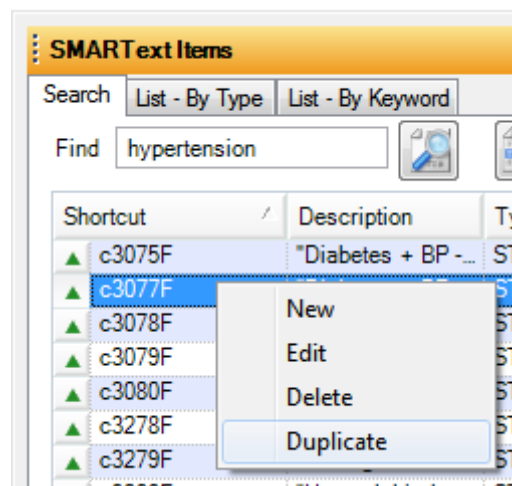 SMARText Items
Search List - By Type List - By Keyword
Find hypertension
Shortcut Description
c3075F "Diabetes + BP -...
c3077F
c3078F
c3079F
c3080F
c3278F
c3279F
New
Edit
Delete
Duplicate